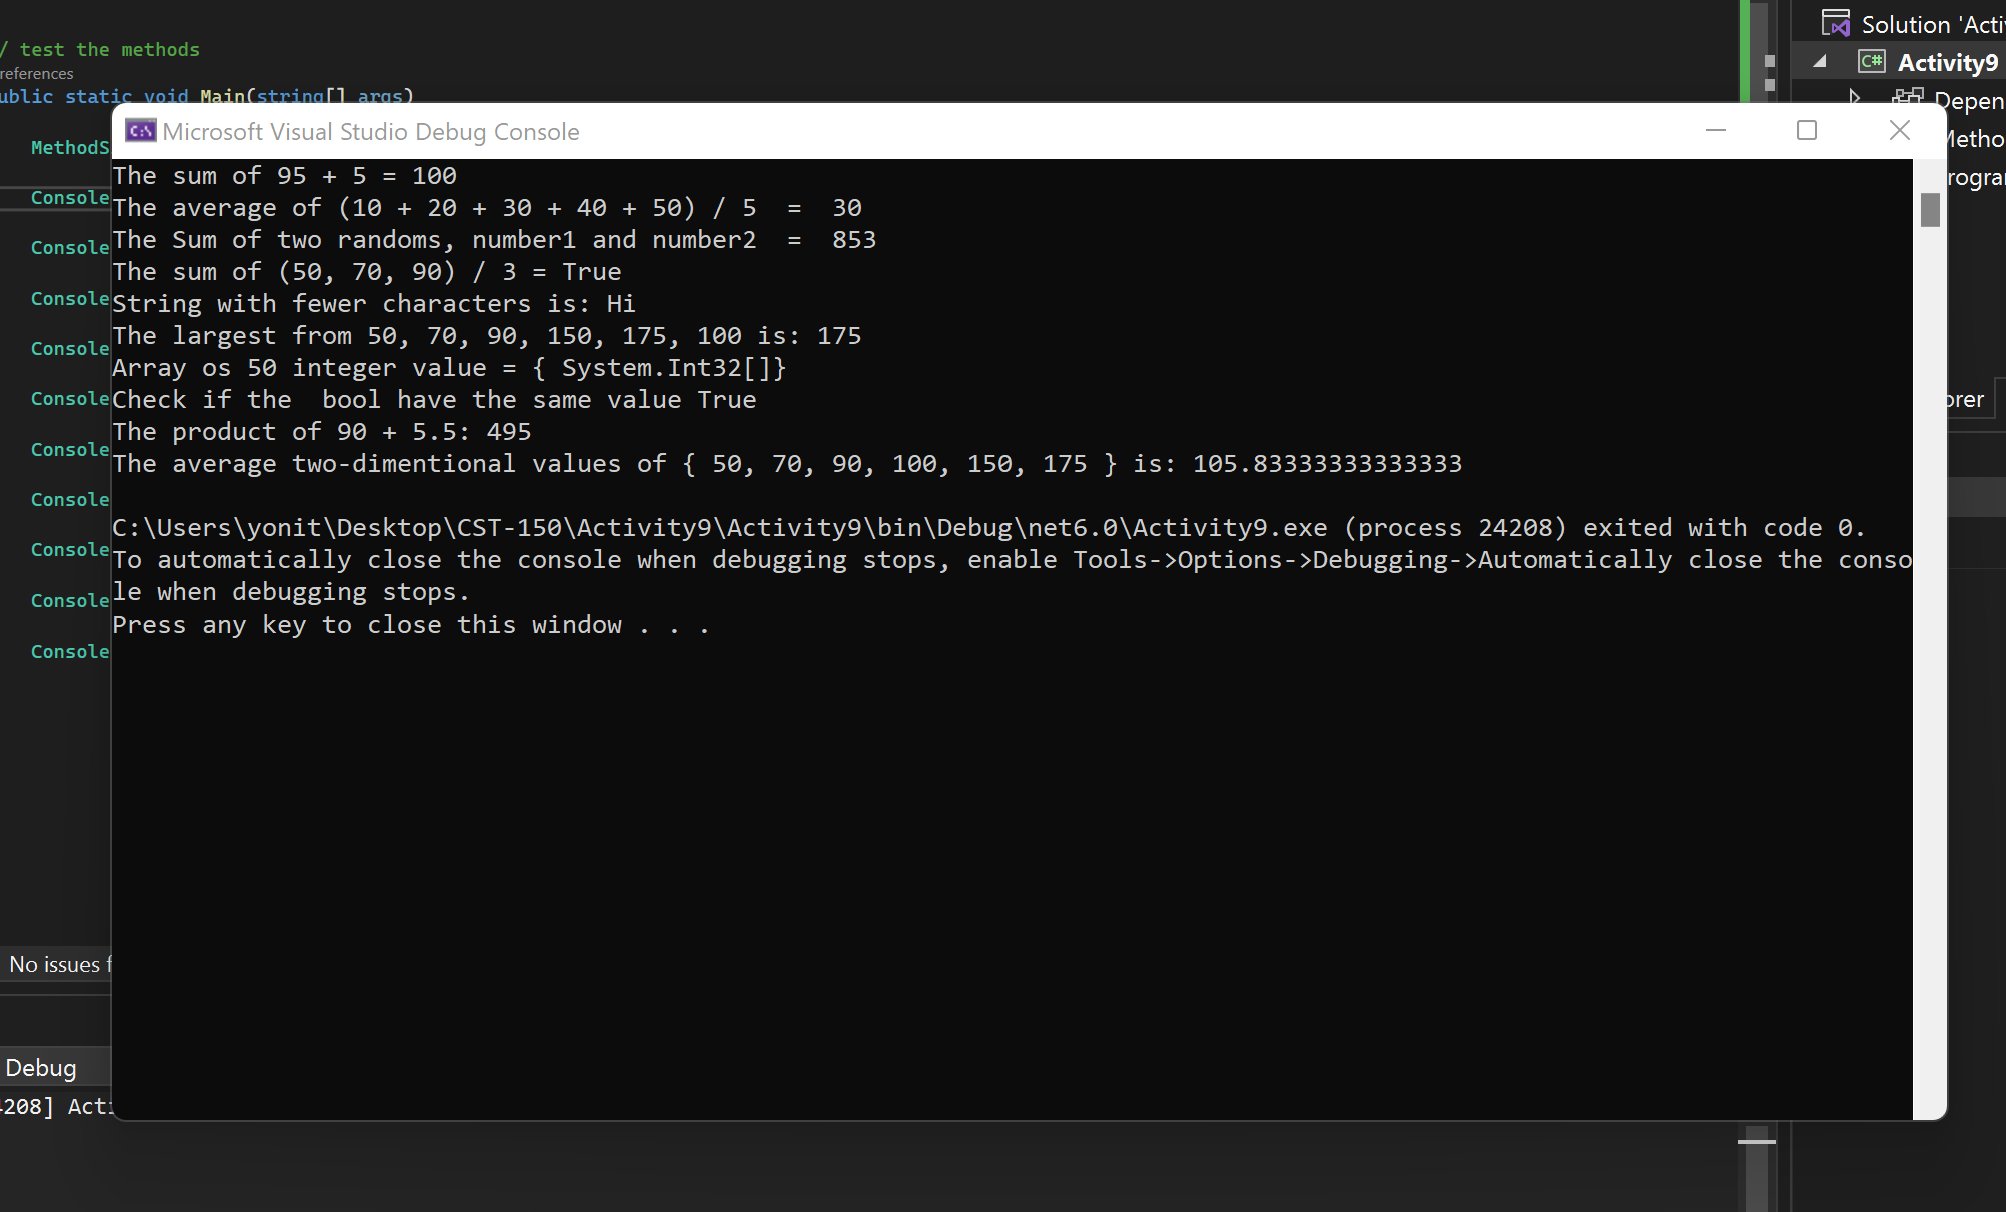 / test the methods
references
ublic static void Main(string[] args)
Solution 'Acti
Activity9
Depen
Metho
rogra
orer
MethodS
Console
Console
Console
Console
Console
Console
Console
Console
Console
Console
Microsoft Visual Studio Debug Console
The sum of 95 + 5 = 100
The average of (10 + 20 + 30 + 40 + 50) / 5  =  30
The Sum of two randoms, number1 and number2  =  853
The sum of (50, 70, 90) / 3 = True
String with fewer characters is: Hi
The largest from 50, 70, 90, 150, 175, 100 is: 175
Array os 50 integer value = { System.Int32[]}
Check if the  bool have the same value True
The product of 90 + 5.5: 495
The average two-dimentional values of { 50, 70, 90, 100, 150, 175 } is: 105.83333333333333
C:\Users\yonit\Desktop\CST-150\Activity9\Activity9\bin\Debug\net6.0\Activity9.exe (process 24208) exited with code 0.
To automatically close the console when debugging stops, enable Tools->Options->Debugging->Automatically close the conso
le when debugging stops.
Press any key to close this window . . .
No issues f
Debug
4208] Acti